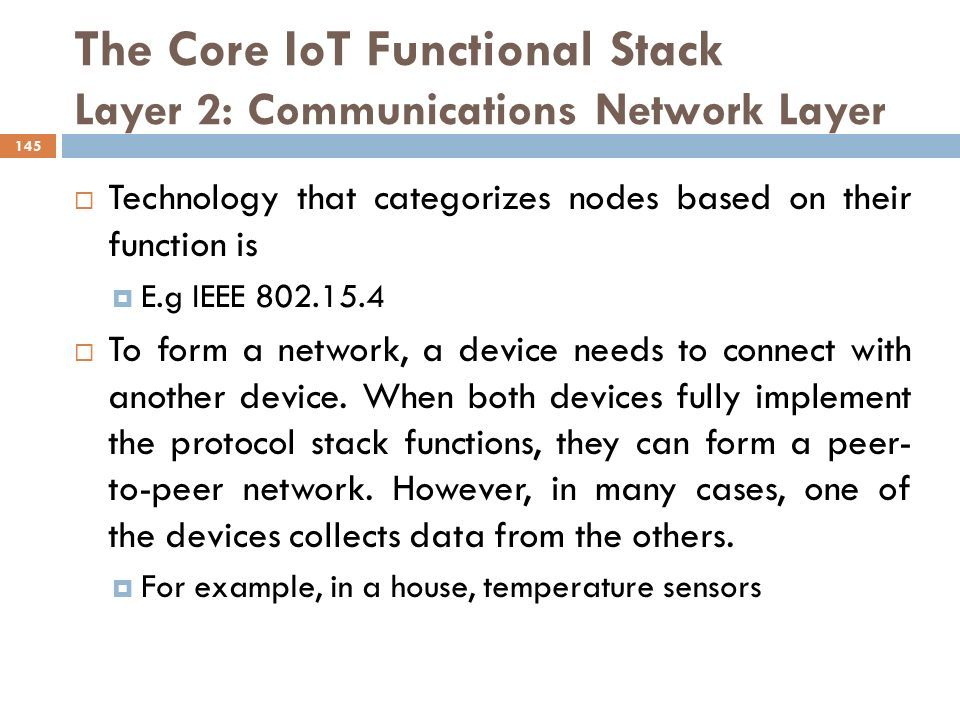 The Core IoT Functional Stack
Layer 2: Communications Network Layer
145
Technology that categorizes nodes based on their
function is
E.g IEEE 802.15.4
To form a network, a device needs to connect with
another device. When both devices fully implement
the protocol stack functions, they can form a peer-
to-peer network. However, in many cases, one of
the devices collects data from the others.
For example, in a house, temperature sensors